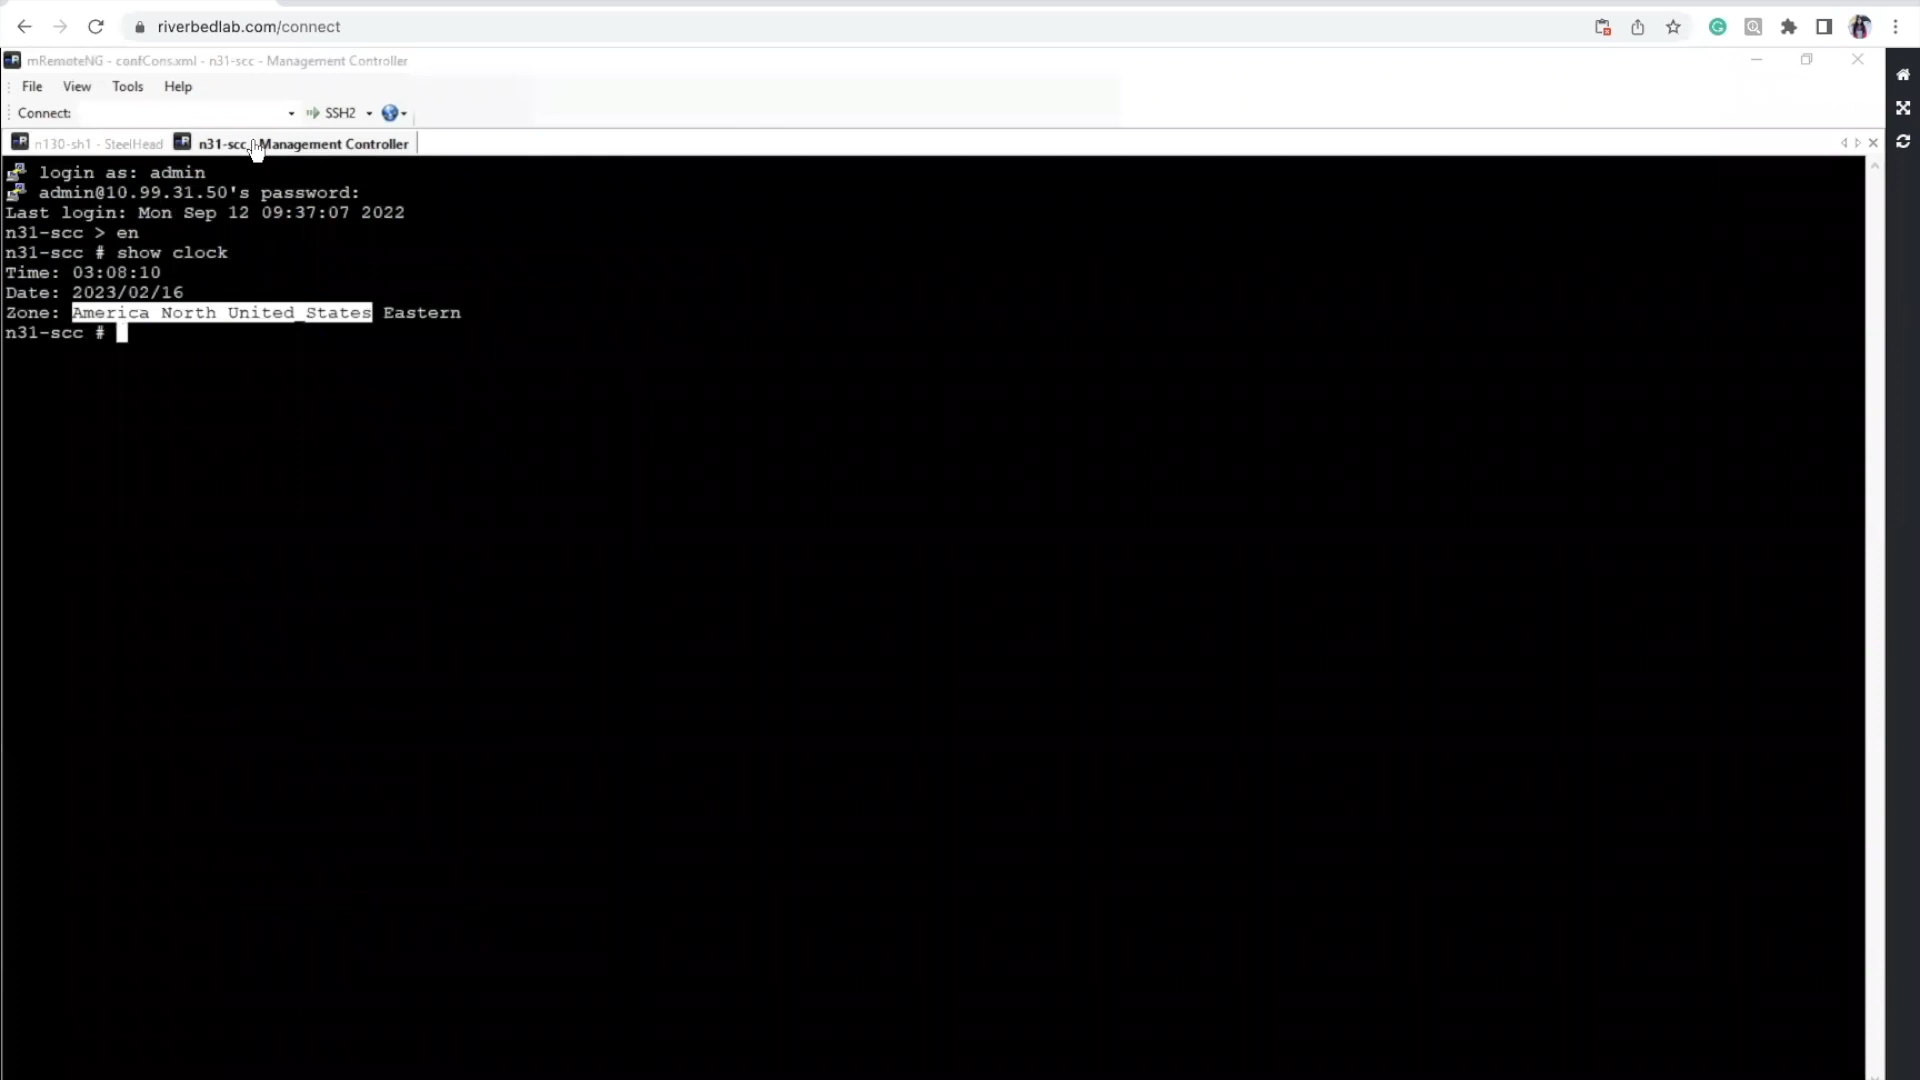 riverbedlab.com/connect
mRemoteNG - confCons.xml - n31-scc - Management Controller
File View Tools Help
Connect: SSH2
n130-sh1 - SteelHead n31-scc - Management Controller
login as: admin
admin@10.99.31.50's password:
Last login: Mon Sep 12 09:37:07 2022
n31-scc > en
n31-scc # show clock
Time: 03:08:10
Date: 2023/02/16
Zone: America North United_States Eastern
n31-scc #